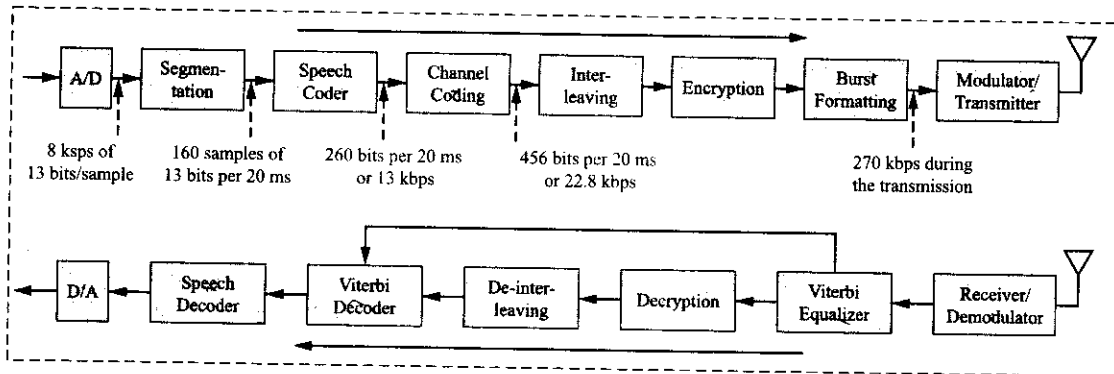 A/D
Segmen-
tation
Speech
Coder
Channel
Coding
Inter-
leaving
Encryption
Burst
Formatting
Modulator/
Transmitter
8 ksps of
13 bits/sample
160 samples of
13 bits per 20 ms
260 bits per 20 ms
or 13 kbps
456 bits per 20 ms
or 22.8 kbps
270 kbps during
the transmission
D/A
Speech
Decoder
Viterbi
Decoder
De-inter-
leaving
Decryption
Viterbi
Equalizer
Receiver/
Demodulator